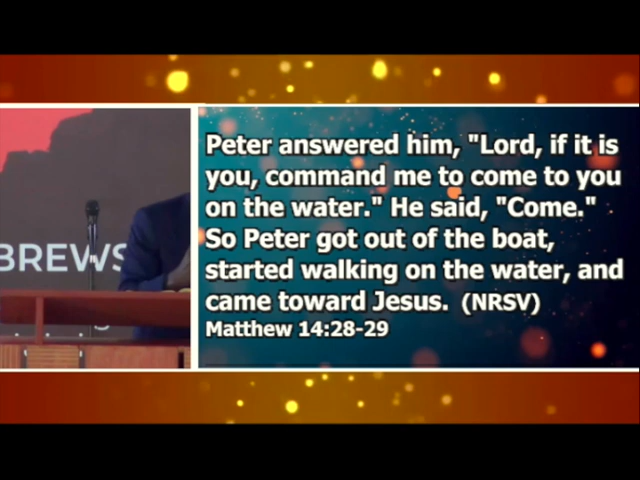 BREWS
Peter answered him, "Lord, if it is
you, command me to come to you
on the water." He said, "Come."
So Peter got out of the boat,
started walking on the water, and
came toward Jesus. (NRSV)
Matthew 14:28-29